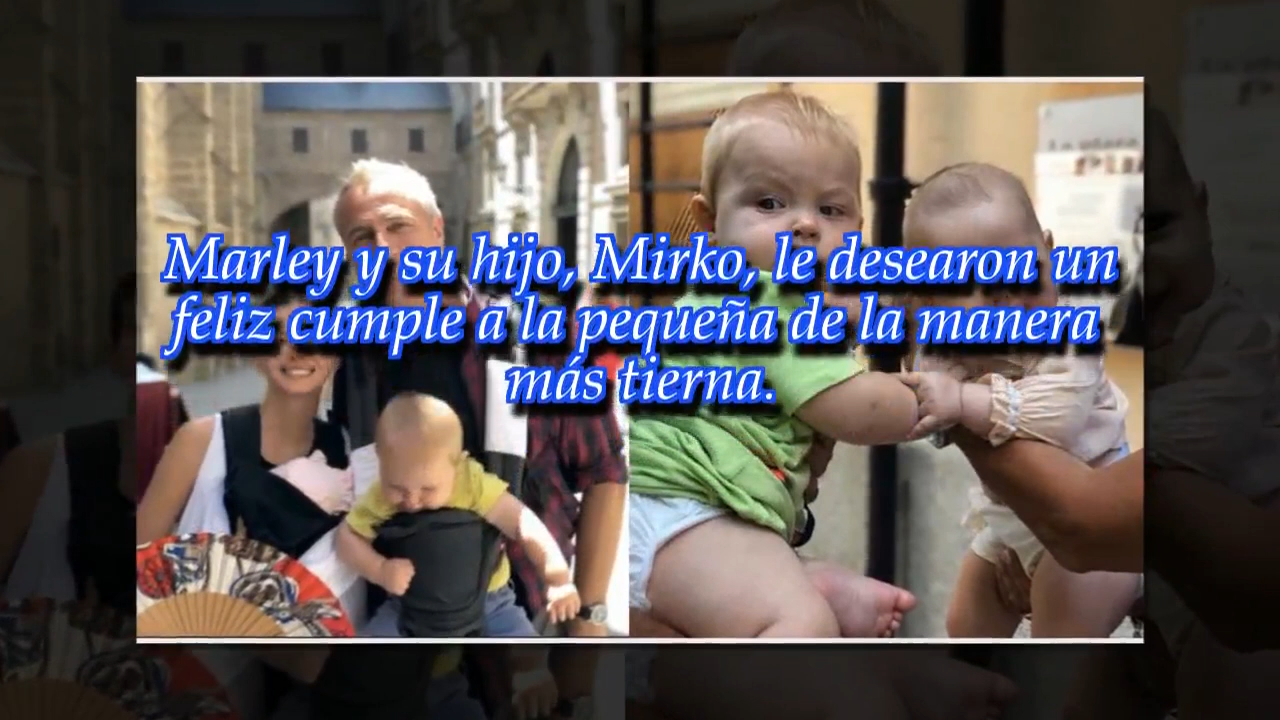 Marley y su hijo, Mirko, le desearon un
feliz cumple a la pequeña de la manera
más tierna.